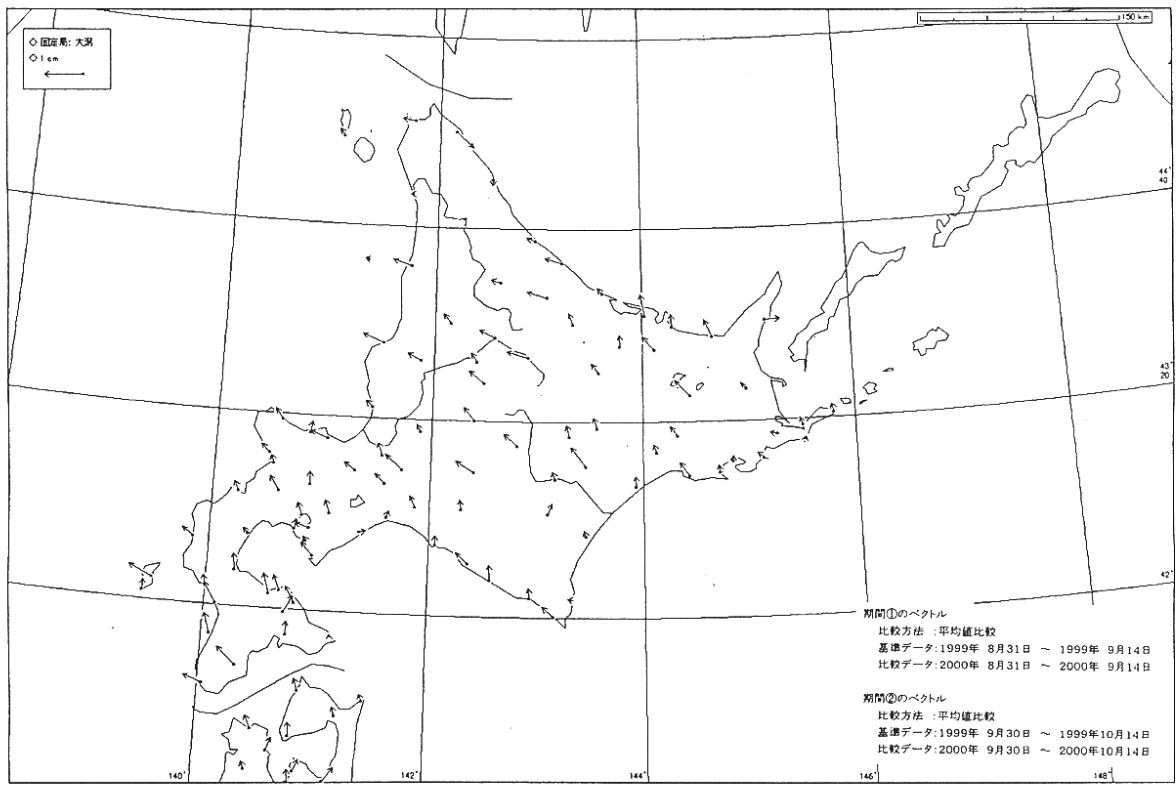 150 km
◇ 固定局: 大潟
◇ 1 cm
44°
40
43
20
42°
期間①のベクトル
比較方法 :平均値比較
基準データ:1999年 8月31日 ～ 1999年 9月14日
比較データ:2000年 8月31日 ～ 2000年 9月14日
期間②のベクトル
比較方法 :平均値比較
基準データ:1999年 9月30日 ～ 1999年10月14日
比較データ:2000年 9月30日 ～ 2000年10月14日
140°
142°
144°
146°
148°